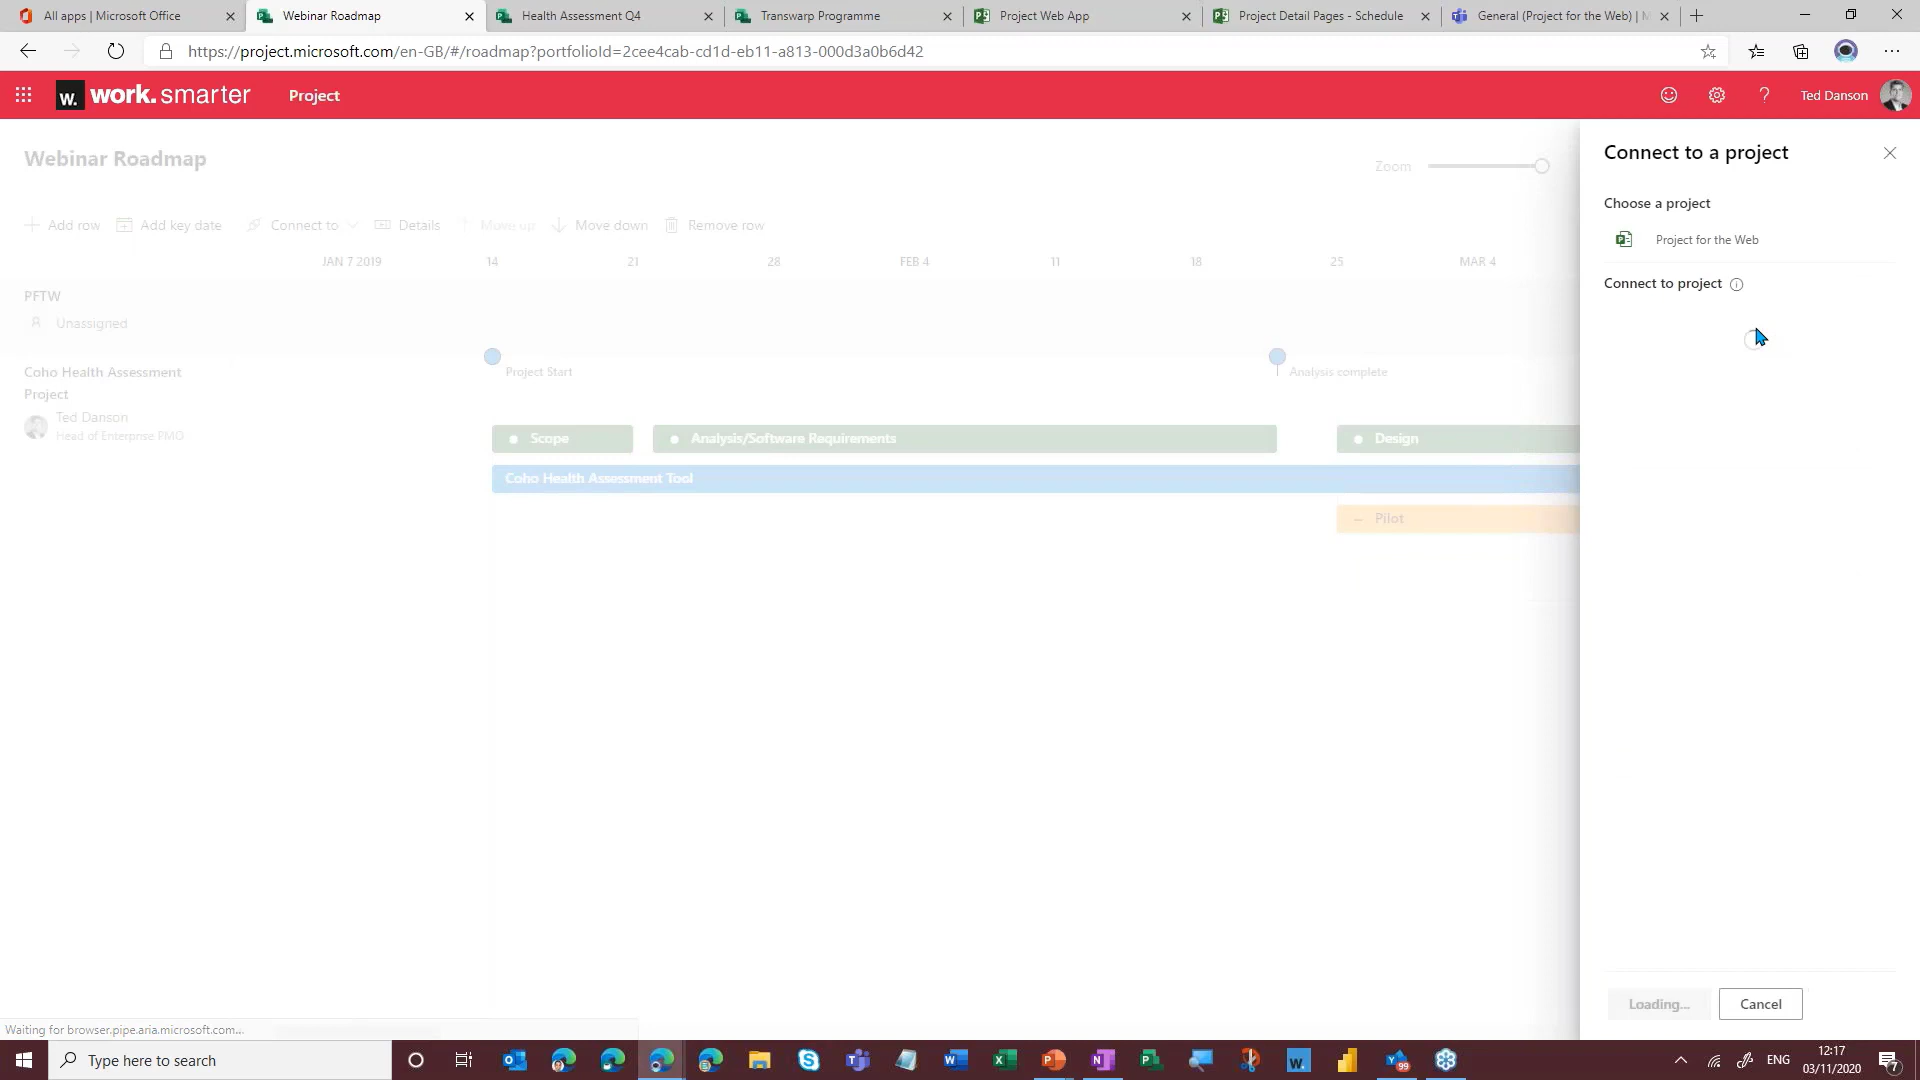 All apps | Microsoft Office
Webinar Roadmap
Health Assessment Q4
Transwarp Programme
Project Web App
Project Detail Pages - Schedule
General (Project for the Web) | M
https://project.microsoft.com/en-GB/#/roadmap?portfolioId=2cee4cab-cd1d-eb11-a813-000d3a0b6d42
w. work. smarter
Project
Ted Danson
Webinar Roadmap
Zoom
Add row
Add key date
Connect to
Details
Move up
Move down
Remove row
JAN 7 2019
14
21
28
FEB 4
11
18
25
MAR 4
PFTW
Unassigned
Project Start
Analysis complete
Coho Health Assessment
Project
Ted Danson
Head of Enterprise PMO
Scope
Analysis/Software Requirements
Design
Coho Health Assessment Tool
Pilot
Connect to a project
Choose a project
Project for the Web
Connect to project
Loading...
Cancel
Waiting for browser.pipe.aria.microsoft.com...
Type here to search
99
ENG
12:17
03/11/2020
7